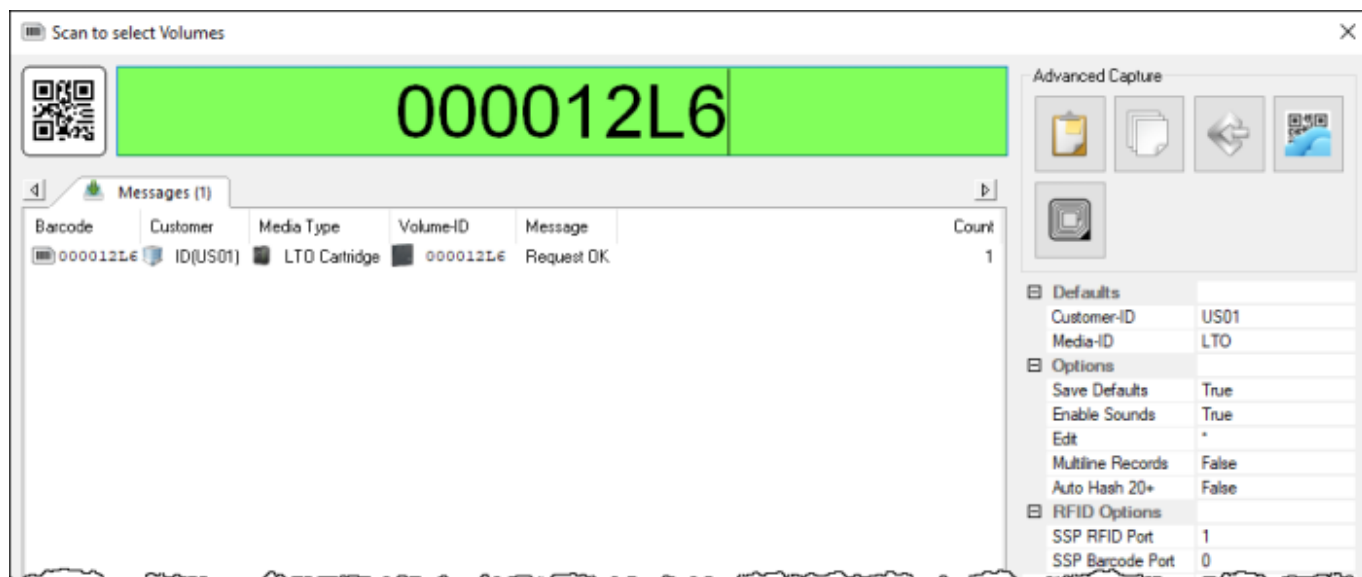 Scan to select Volumes
000012L6
Messages (1)
Barcode Customer Media Type Volume-ID Message Count
000012L6 ID(US01) LTO Cartridge 000012L6 Request OK 1
Advanced Capture
Defaults
Customer-ID US01
Media-ID LTO
Options
Save Defaults True
Enable Sounds True
Edit *
Multiline Records False
Auto Hash 20+ False
RFID Options
SSP RFID Port 1
SSP Barcode Port 0